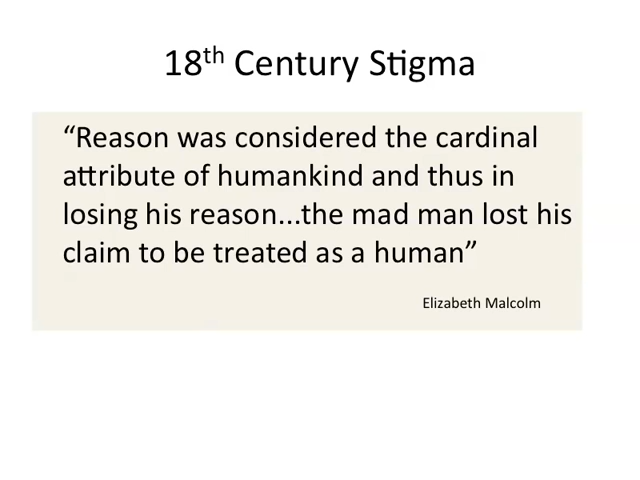 18th Century Stigma
“Reason was considered the cardinal
attribute of humankind and thus in
losing his reason...the mad man lost his
claim to be treated as a human”
Elizabeth Malcolm